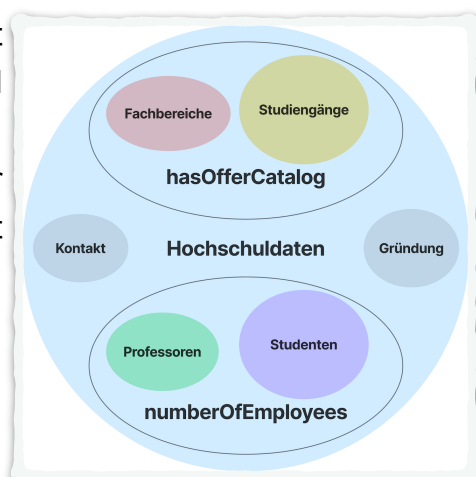 Fachbereiche
Studiengänge
hasOfferCatalog
Kontakt
Hochschuldaten
Gründung
Professoren
Studenten
numberOfEmployees